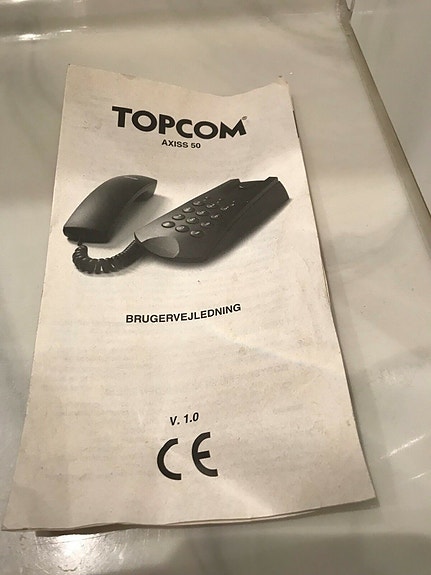 TOPCOM®
AXISS 50
BRUGERVEJLEDNING
V. 1.0
CE